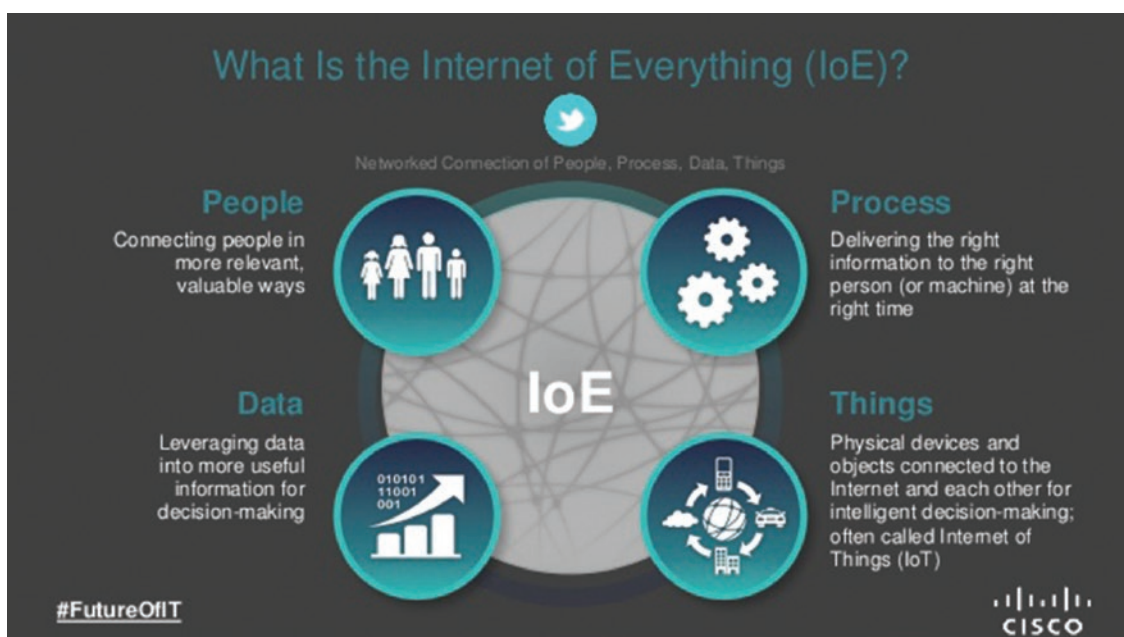 What Is the Internet of Everything (IoE)?
Networked Connection of People, Process, Data, Things
People
Connecting people in
more relevant,
valuable ways
Process
Delivering the right
information to the right
person (or machine) at the
right time
IoE
Data
Leveraging data
into more useful
information for
decision-making
010101
11001
001
Things
Physical devices and
objects connected to the
Internet and each other for
intelligent decision-making;
often called Internet of
Things (IoT)
#FutureOfIT
CISCO